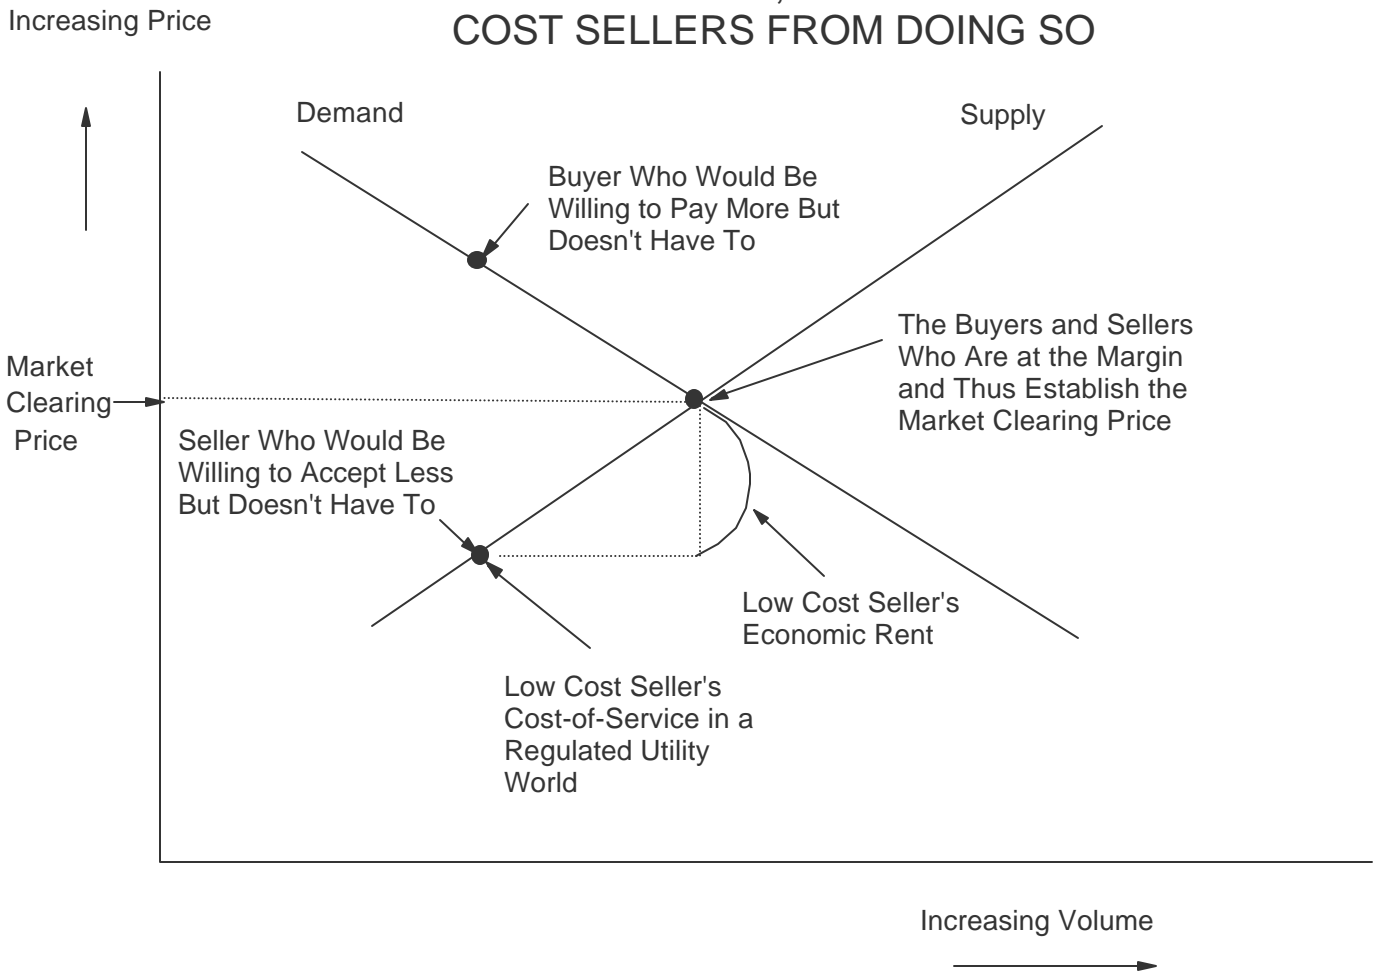 Increasing Price
COST SELLERS FROM DOING SO
Demand
Supply
Buyer Who Would Be
Willing to Pay More But
Doesn't Have To
The Buyers and Sellers
Who Are at the Margin
and Thus Establish the
Market Clearing Price
Market
Clearing
Price
Seller Who Would Be
Willing to Accept Less
But Doesn't Have To
Low Cost Seller's
Economic Rent
Low Cost Seller's
Cost-of-Service in a
Regulated Utility
World
Increasing Volume